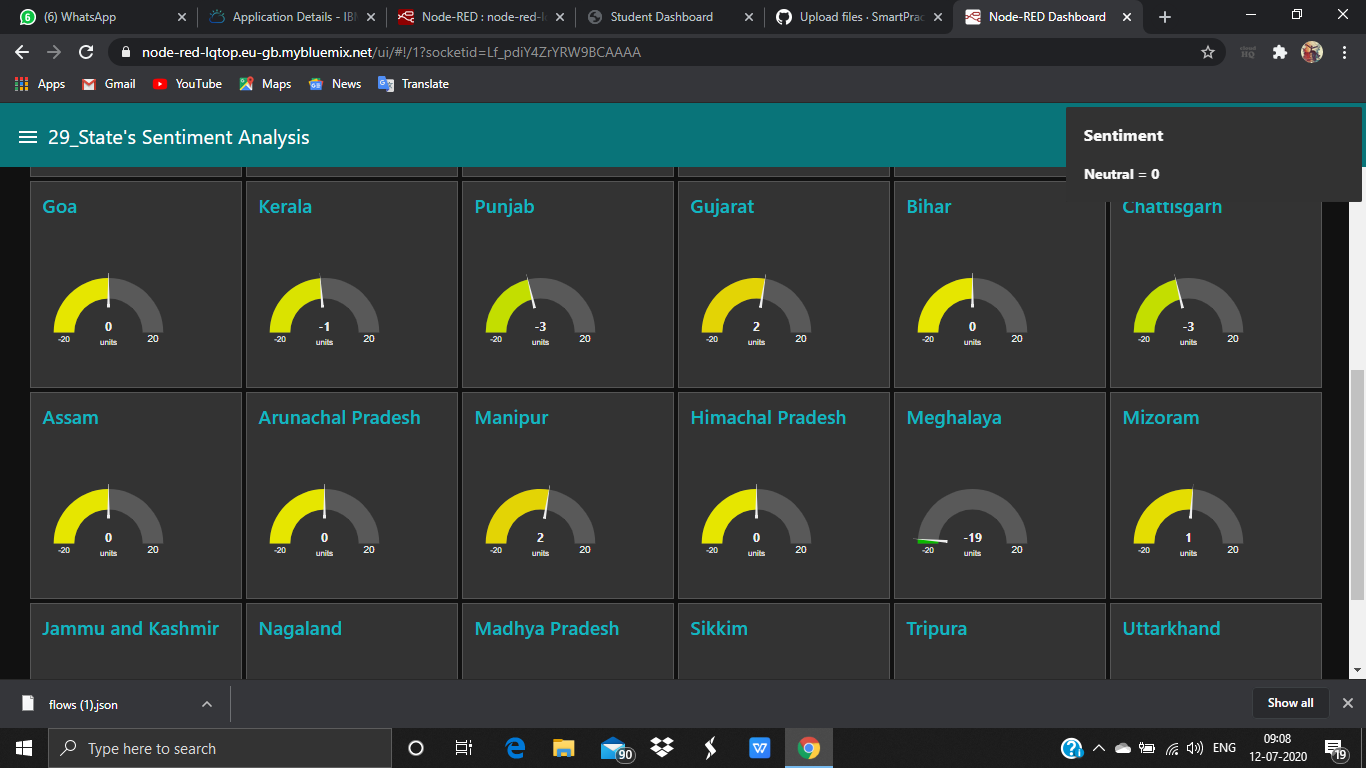 (6) WhatsApp
Application Details - IB
Node-RED : node-red-l
Student Dashboard
Upload files · SmartPrac
Node-RED Dashboard
node-red-lqtop.eu-gb.mybluemix.net/ui/#!/1?socketid=Lf_pdiY4ZrYRW9BCAAAA
Apps Gmail YouTube Maps News Translate
29_State's Sentiment Analysis
Sentiment
Neutral = 0
Goa Kerala Punjab Gujarat Bihar Chattisgarh
0 -1 -3 2 0 -3
-20 20 -20 20 -20 20 -20 20 -20 20 -20 20
units units units units units units
Assam Arunachal Pradesh Manipur Himachal Pradesh Meghalaya Mizoram
0 0 2 0 -19 1
-20 20 -20 20 -20 20 -20 20 -20 20 -20 20
units units units units units units
Jammu and Kashmir Nagaland Madhya Pradesh Sikkim Tripura Uttarkhand
flows (1).json
Show all
Type here to search
90
ENG
09:08
12-07-2020
19